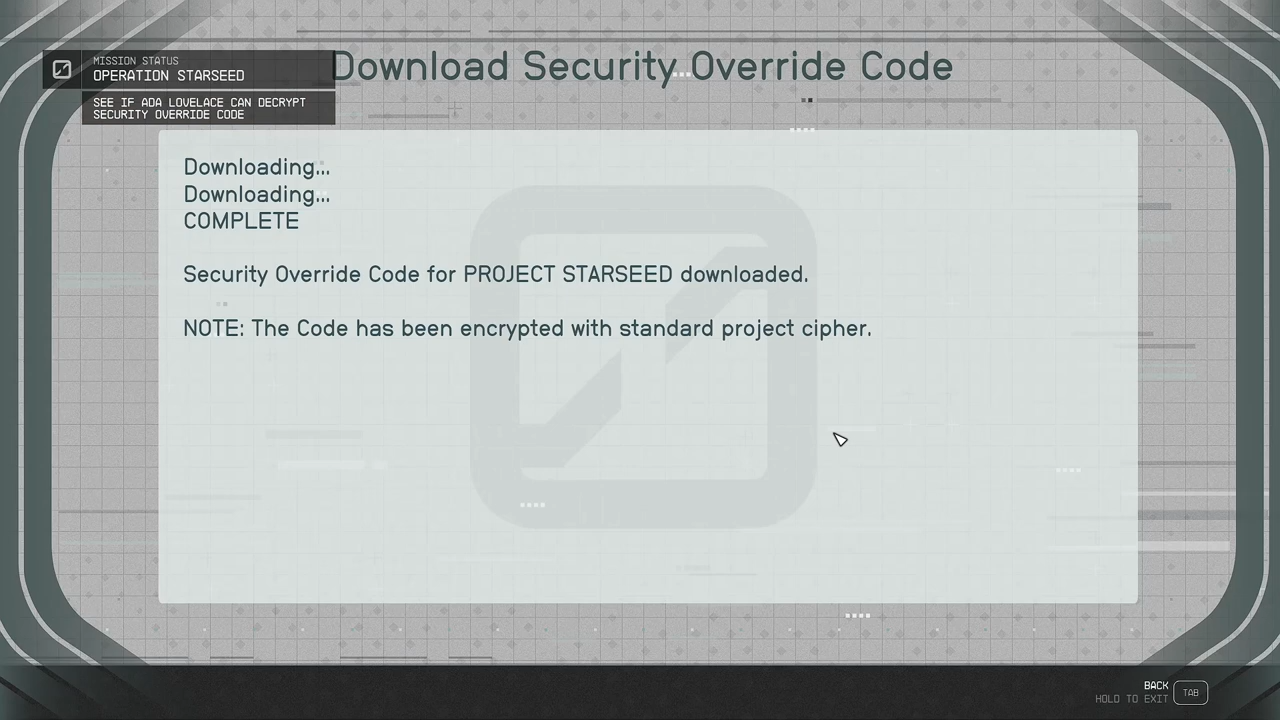 MISSION STATUS
OPERATION STARSEED
SEE IF ADA LOVELACE CAN DECRYPT
SECURITY OVERRIDE CODE
Download Security Override Code
Downloading...
Downloading...
COMPLETE
Security Override Code for PROJECT STARSEED downloaded.
NOTE: The Code has been encrypted with standard project cipher.
BACK
HOLD TO EXIT
TAB